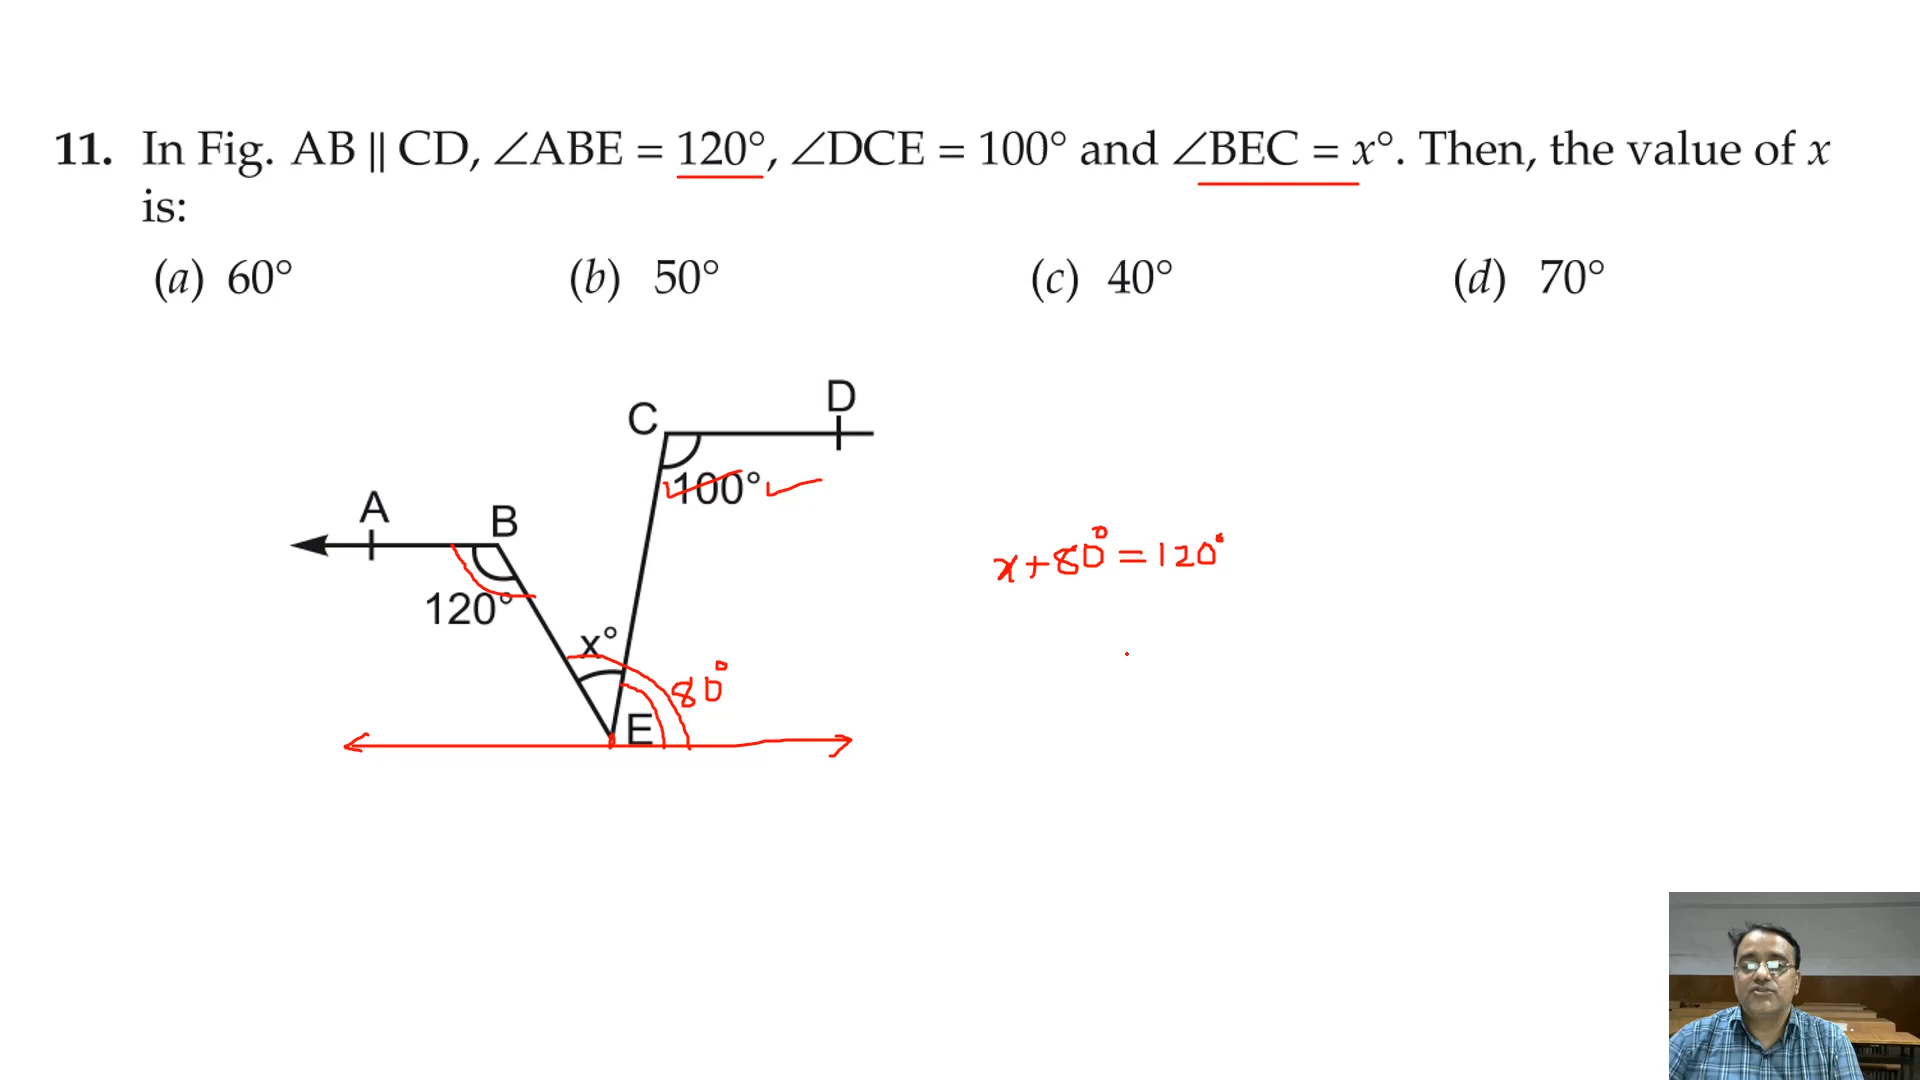 11. In Fig. AB || CD, ∠ABE = 120°, ∠DCE = 100° and ∠BEC = x°. Then, the value of x
is:
(a) 60° (b) 50° (c) 40° (d) 70°
D
C
100°
A
B
x+80°=120°
120°
x°
80°
E